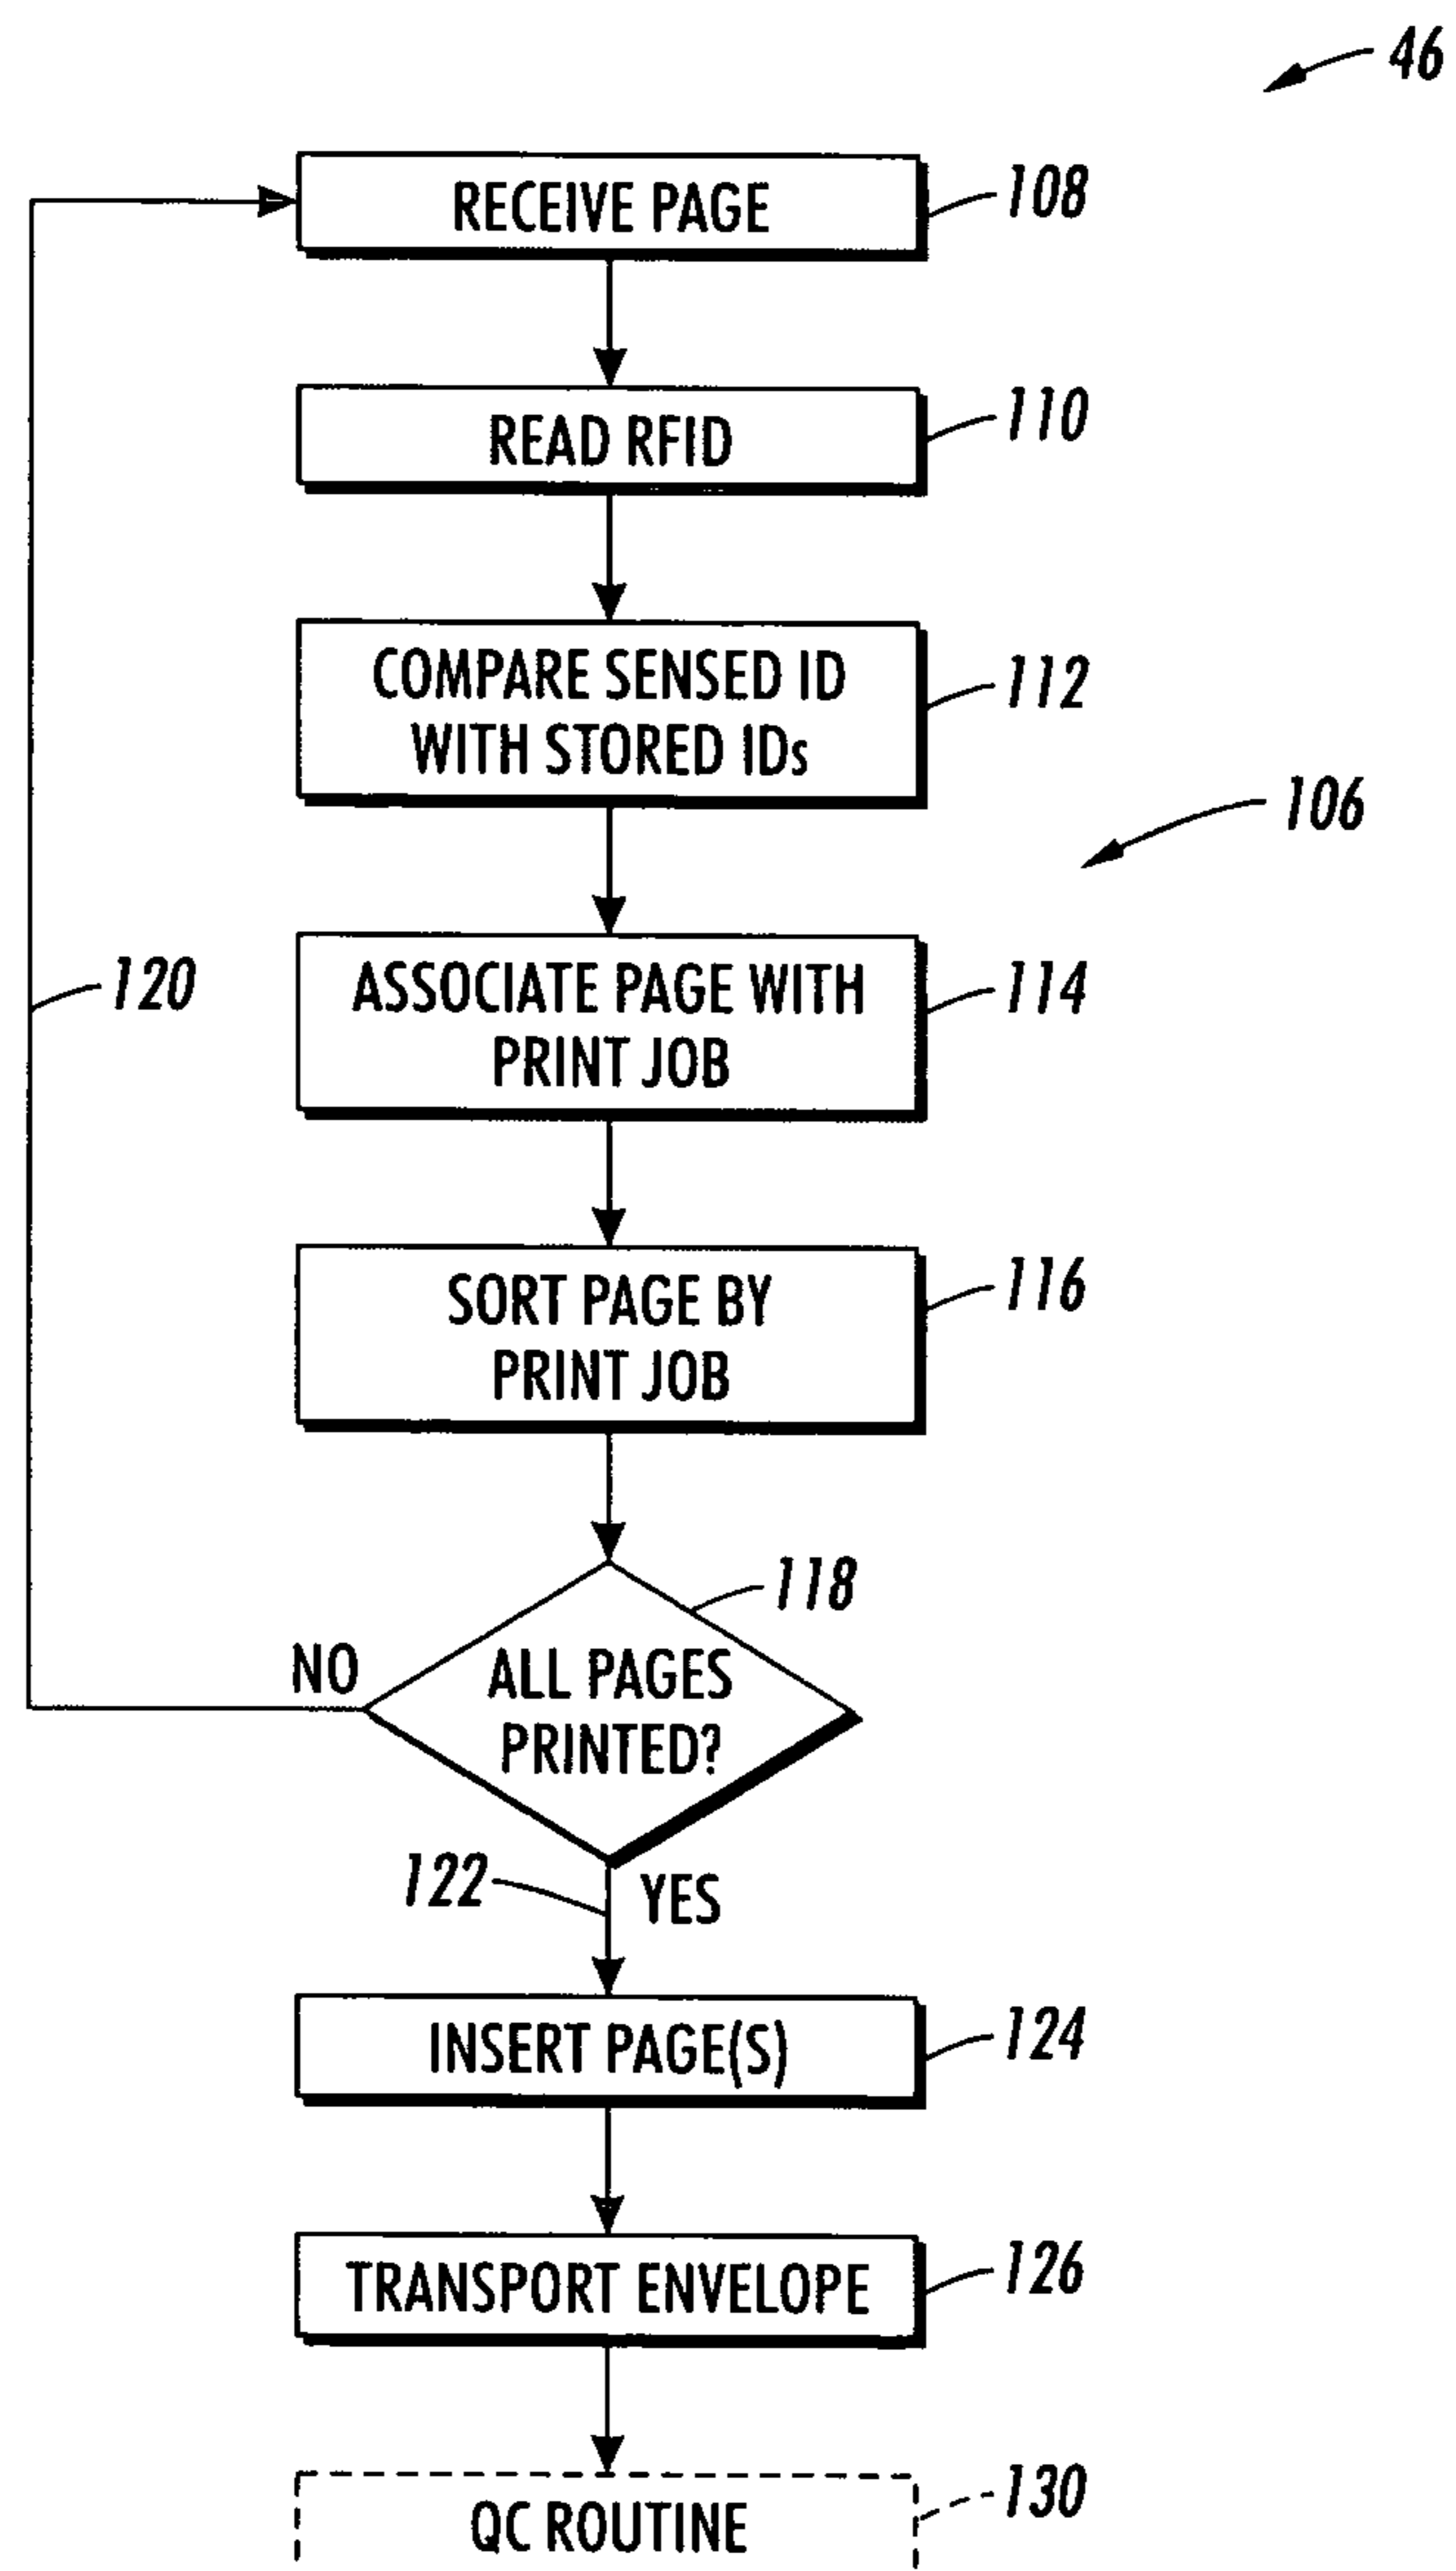 46
RECEIVE PAGE
108
READ RFID
110
COMPARE SENSED ID
WITH STORED IDs
112
106
ASSOCIATE PAGE WITH
PRINT JOB
114
120
SORT PAGE BY
PRINT JOB
116
118
NO
ALL PAGES
PRINTED?
122
YES
INSERT PAGE(S)
124
TRANSPORT ENVELOPE
126
QC ROUTINE
130